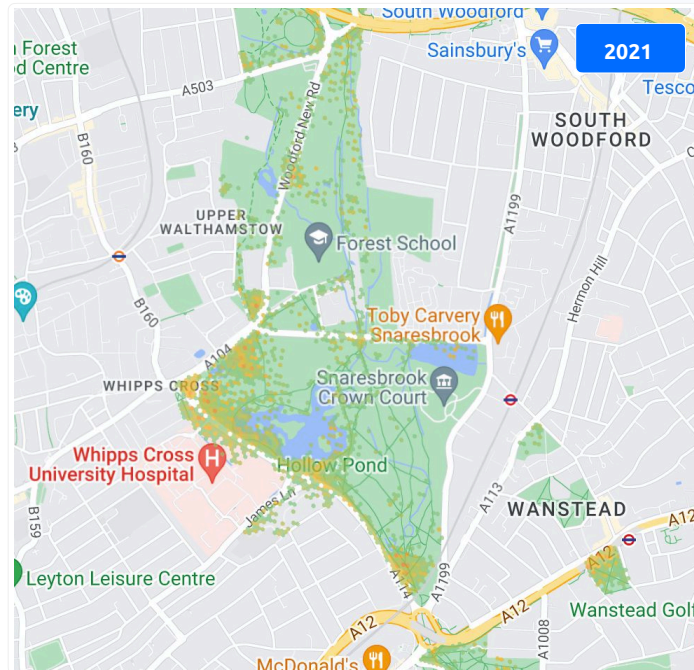 South Woodford
2021
n Forest
od Centre
Sainsbury's
Tesco
A503
ery
B160
Woodford New Rd
SOUTH
WOODFORD
UPPER
WALTHAMSTOW
A1199
Forest School
Hermon Hill
B160
Toby Carvery
Snaresbrook
A104
WHIPPS CROSS
Snaresbrook
Crown Court
Whipps Cross
University Hospital
H
Hollow Pond
James Ln
A113
WANSTEAD
B159
A12
A12
Leyton Leisure Centre
A114
A1199
A12
A12
Wanstead Golf
A1008
McDonald's